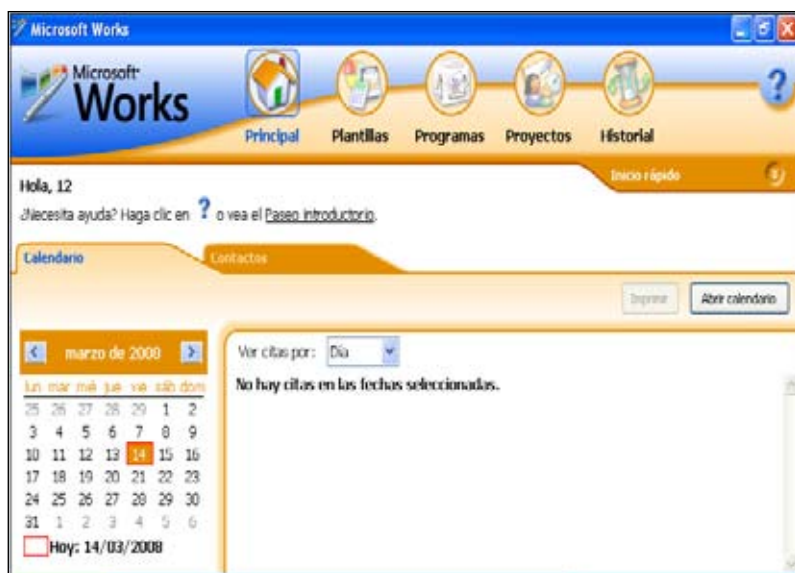 Microsoft Works
Microsoft
Works
Principal Plantillas Programas Proyectos Historial
?
Inicio rápido
Hola, 12
¿Necesita ayuda? Haga clic en ? o vea el Paseo introductorio.
Calendario Contactos
Imprimir Abrir calendario
marzo de 2008
Ver citas por: Día
lun mar mié jue vie sáb dom
No hay citas en las fechas seleccionadas.
25 26 27 28 29 1 2
3 4 5 6 7 8 9
10 11 12 13 14 15 16
17 18 19 20 21 22 23
24 25 26 27 28 29 30
31 1 2 3 4 5 6
Hoy: 14/03/2008